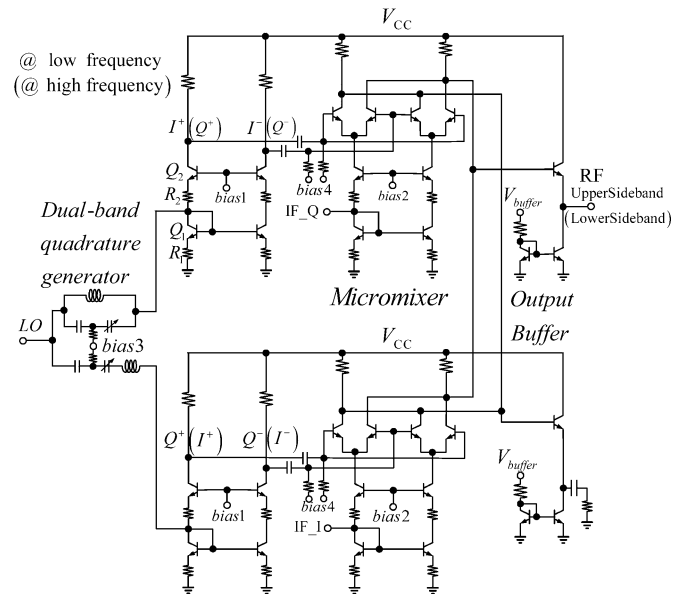 V_CC
@ low frequency
(@ high frequency)
I^+(Q^+) I^-(Q^-)
Q_2
bias1
bias4
bias2
R_2
IF_Q
Q_1
R_1
V_buffer
RF
UpperSideband
(LowerSideband)
Dual-band
quadrature
generator
Micromixer
Output
Buffer
LO
bias3
V_CC
Q^+(I^+) Q^-(I^-)
bias1
bias4
bias2
IF_I
V_buffer